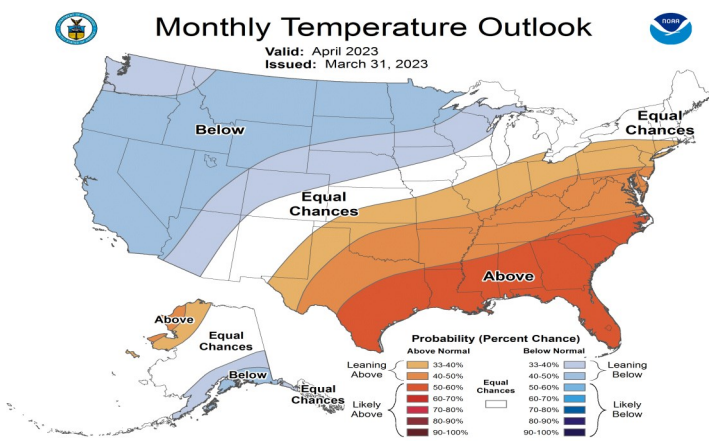 Monthly Temperature Outlook
NOAA
Valid: April 2023
Issued: March 31, 2023
Below
Equal
Chances
Equal
Chances
Above
Above
Equal
Chances
Below
Equal
Chances
Probability (Percent Chance)
Above Normal
Below Normal
Leaning
Above
33-40%
40-50%
Likely
Above
50-60%
60-70%
70-80%
80-90%
90-100%
Equal
Chances
33-40%
40-50%
Leaning
Below
50-60%
60-70%
70-80%
80-90%
90-100%
Likely
Below